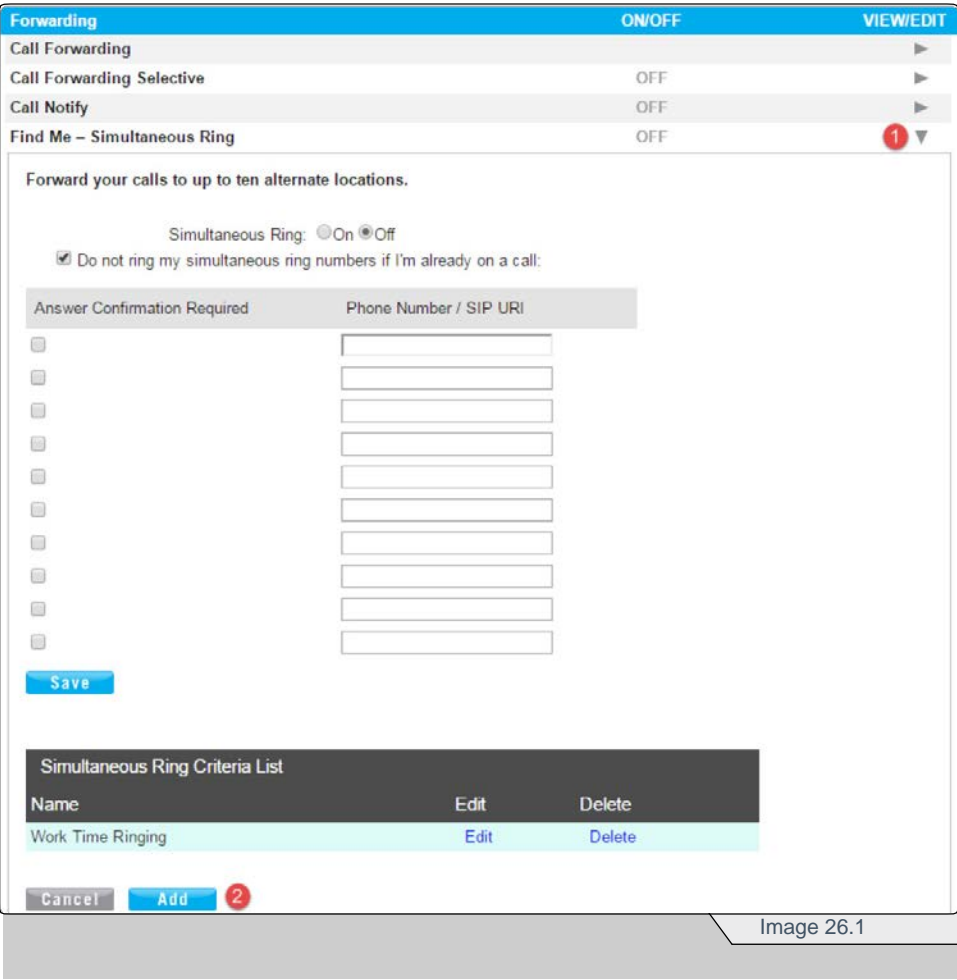 Forwarding ON/OFF VIEW/EDIT
Call Forwarding
Call Forwarding Selective OFF
Call Notify OFF
Find Me – Simultaneous Ring OFF 1
Forward your calls to up to ten alternate locations.
Simultaneous Ring: On Off
Do not ring my simultaneous ring numbers if I'm already on a call:
Answer Confirmation Required Phone Number / SIP URI
Save
Simultaneous Ring Criteria List
Name Edit Delete
Work Time Ringing Edit Delete
Cancel Add 2
Image 26.1